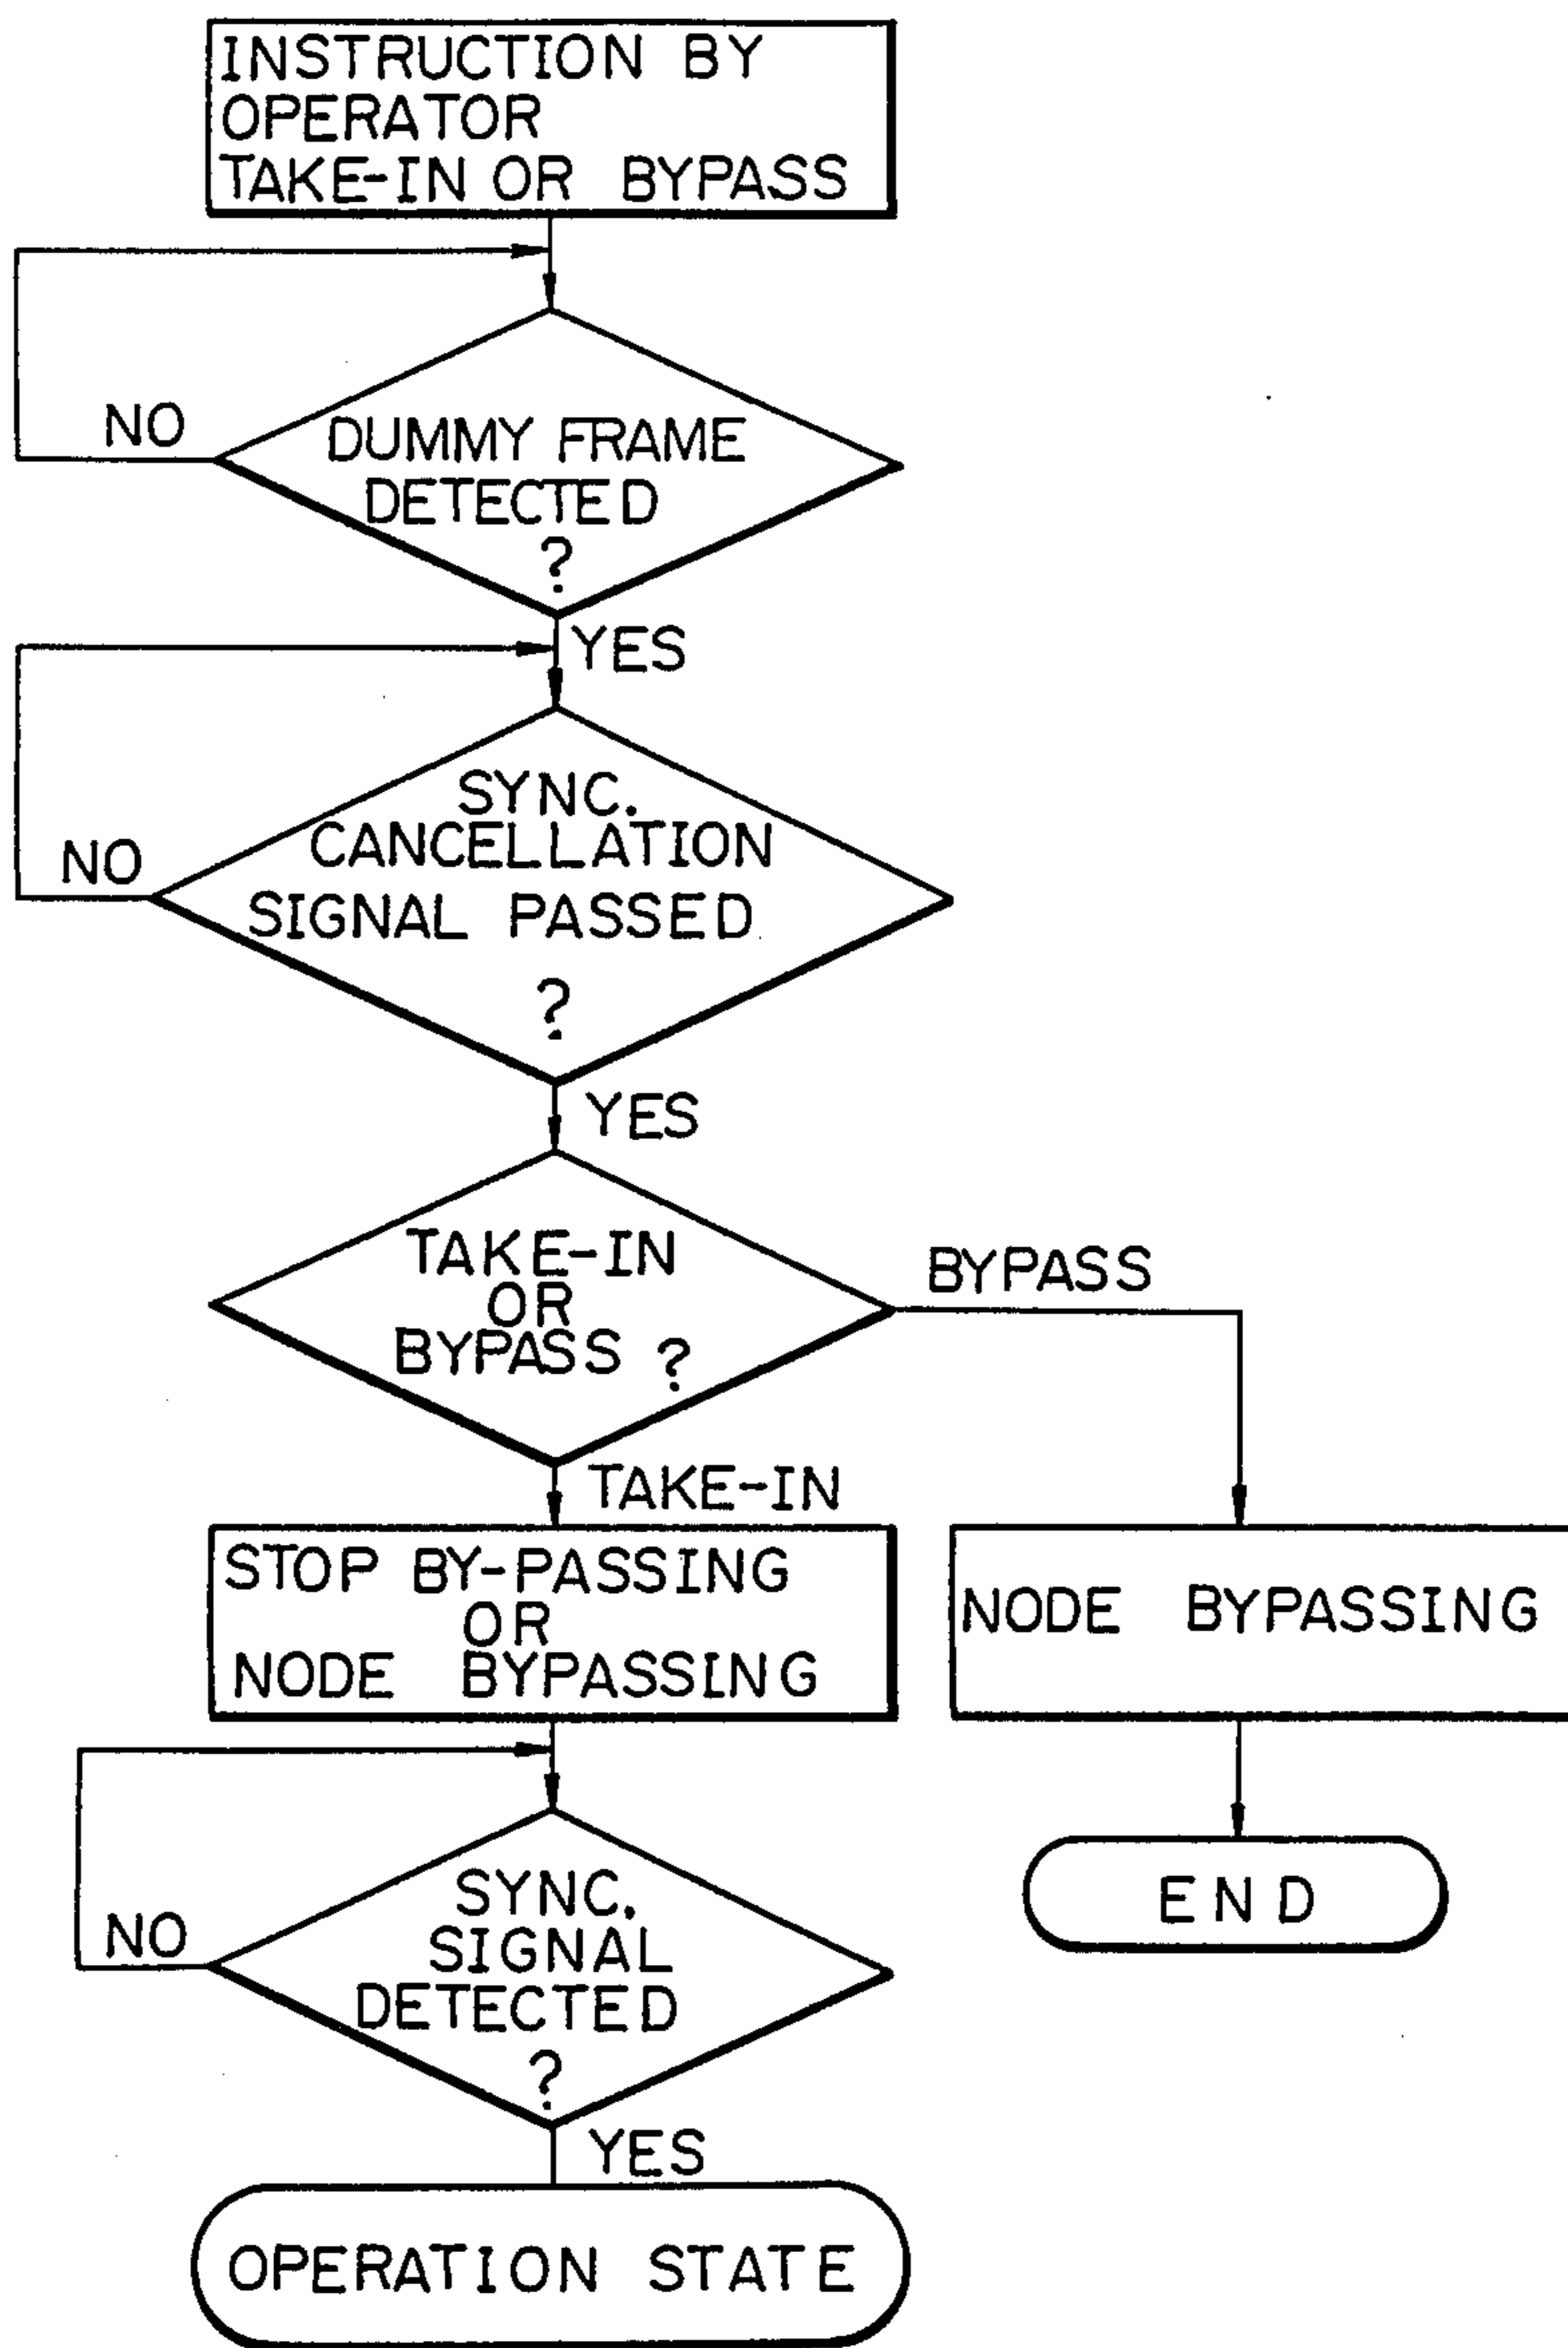 INSTRUCTION BY
OPERATOR
TAKE-IN OR BYPASS
NO
DUMMY FRAME
DETECTED
?
YES
SYNC.
CANCELLATION
NO
SIGNAL PASSED
?
YES
TAKE-IN
OR
BYPASS ?
BYPASS
TAKE-IN
STOP BY-PASSING
OR
NODE BYPASSING
NODE BYPASSING
END
SYNC.
SIGNAL
NO
DETECTED
?
YES
OPERATION STATE